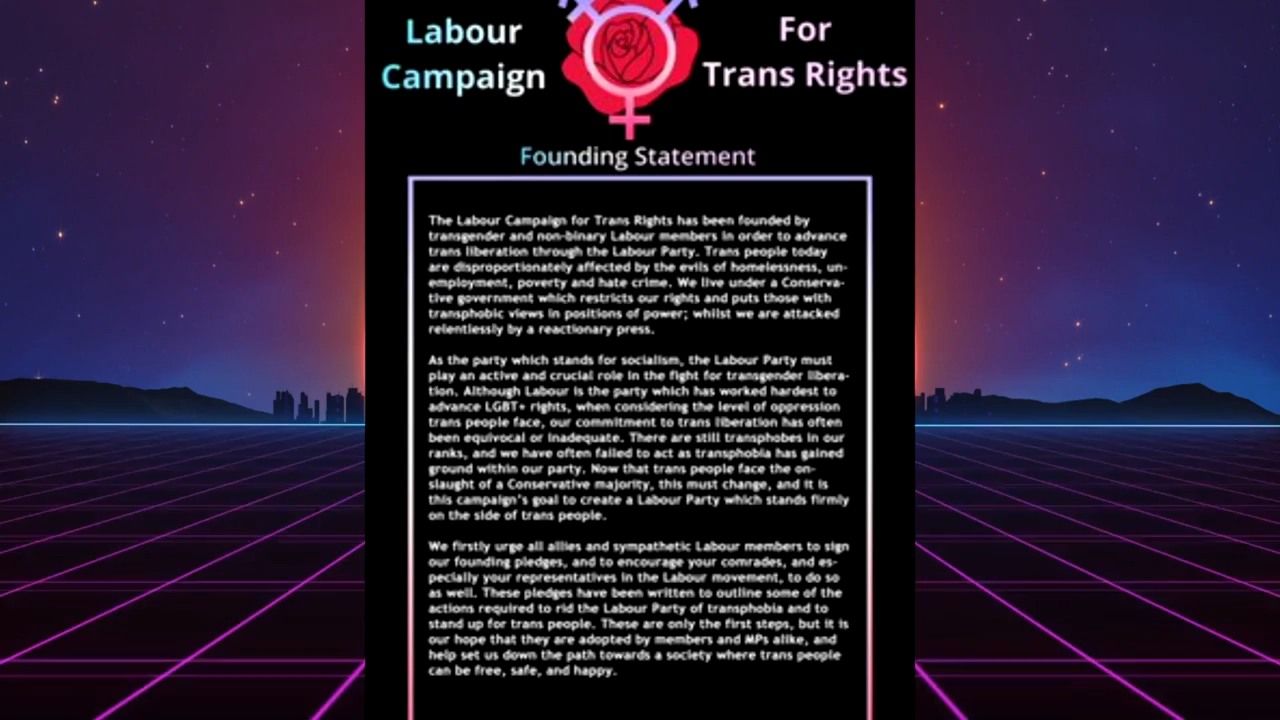 Labour
Campaign
For
Trans Rights
Founding Statement
The Labour Campaign for Trans Rights has been founded by
transgender and non-binary Labour members in order to advance
trans liberation through the Labour Party. Trans people today
are disproportionately affected by the evils of homelessness, un-
employment, poverty and hate crime. We live under a Conserva-
tive government which restricts our rights and puts those with
transphobic views in positions of power; whilst we are attacked
relentlessly by a reactionary press.
As the party which stands for socialism, the Labour Party must
play an active and crucial role in the fight for transgender libera-
tion. Although Labour is the party which has worked hardest to
advance LGBT+ rights, when considering the level of oppression
trans people face, our commitment to trans liberation has often
been equivocal or inadequate. There are still transphobes in our
ranks, and we have often failed to act as transphobia has gained
ground within our party. Now that trans people face the on-
slaught of a Conservative majority, this must change, and it is
this campaign's goal to create a Labour Party which stands firmly
on the side of trans people.
We firstly urge all allies and sympathetic Labour members to sign
our founding pledges, and to encourage your comrades, and es-
pecially your representatives in the Labour movement, to do so
as well. These pledges have been written to outline some of the
actions required to rid the Labour Party of transphobia and to
stand up for trans people. These are only the first steps, but it is
our hope that they are adopted by members and MPs alike, and
help set us down the path towards a society where trans people
can be free, safe, and happy.